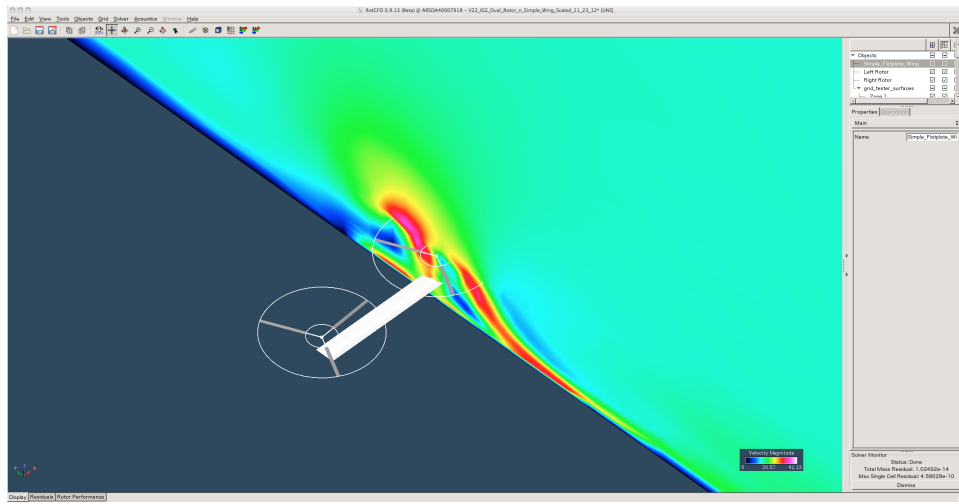 RotCFD 0.9.13 (Beta) @ ARSDA40007918 - V22_IGE_Dual_Rotor_n_Simple_Wing_Scaled_11_23_12* [UNS]
File Edit View Tools Objects Grid Solver Acoustics Window Help
Objects
Simple_Flatplate_Wing
Left Rotor
Right Rotor
grid_tester_surfaces
Zone 1
Properties Operations
Main
Name Simple_Flatplate_Wi
Velocity Magnitude
0 20.57 41.13
Y Z X
Solver Monitor
Status: Done
Total Mass Residual: 1.02492e-14
Max Single Cell Residual: 4.58628e-10
Dismiss
Display Residuals Rotor Performance